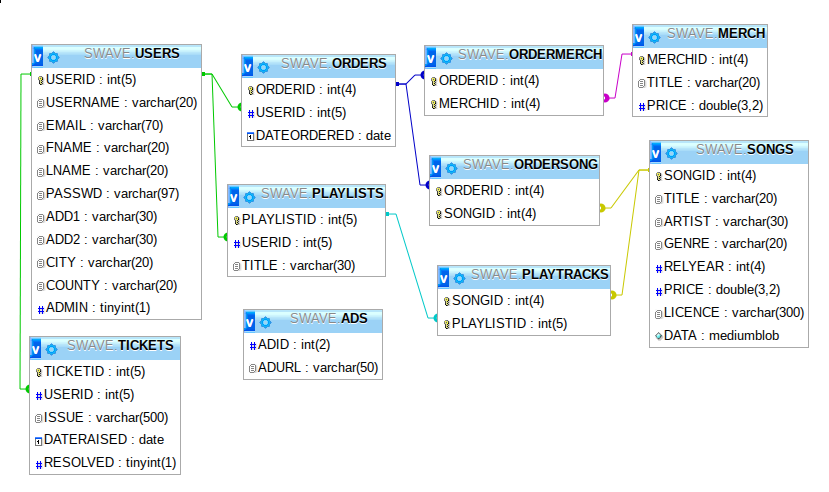 SWAVE USERS
USERID : int(5)
USERNAME : varchar(20)
EMAIL : varchar(70)
FNAME : varchar(20)
LNAME : varchar(20)
PASSWD : varchar(97)
ADD1 : varchar(30)
ADD2 : varchar(30)
CITY : varchar(20)
COUNTY : varchar(20)
ADMIN : tinyint(1)
SWAVE TICKETS
TICKETID : int(5)
USERID : int(5)
ISSUE : varchar(500)
DATERAISED : date
RESOLVED : tinyint(1)
SWAVE ORDERS
ORDERID : int(4)
USERID : int(5)
DATEORDERED : date
SWAVE PLAYLISTS
PLAYLISTID : int(5)
USERID : int(5)
TITLE : varchar(30)
SWAVE ADS
ADID : int(2)
ADURL : varchar(50)
SWAVE ORDERMERCH
ORDERID : int(4)
MERCHID : int(4)
SWAVE ORDERSONG
ORDERID : int(4)
SONGID : int(4)
SWAVE PLAYTRACKS
SONGID : int(4)
PLAYLISTID : int(5)
SWAVE MERCH
MERCHID : int(4)
TITLE : varchar(20)
PRICE : double(3,2)
SWAVE SONGS
SONGID : int(4)
TITLE : varchar(20)
ARTIST : varchar(30)
GENRE : varchar(20)
RELYEAR : int(4)
PRICE : double(3,2)
LICENCE : varchar(300)
DATA : mediumblob